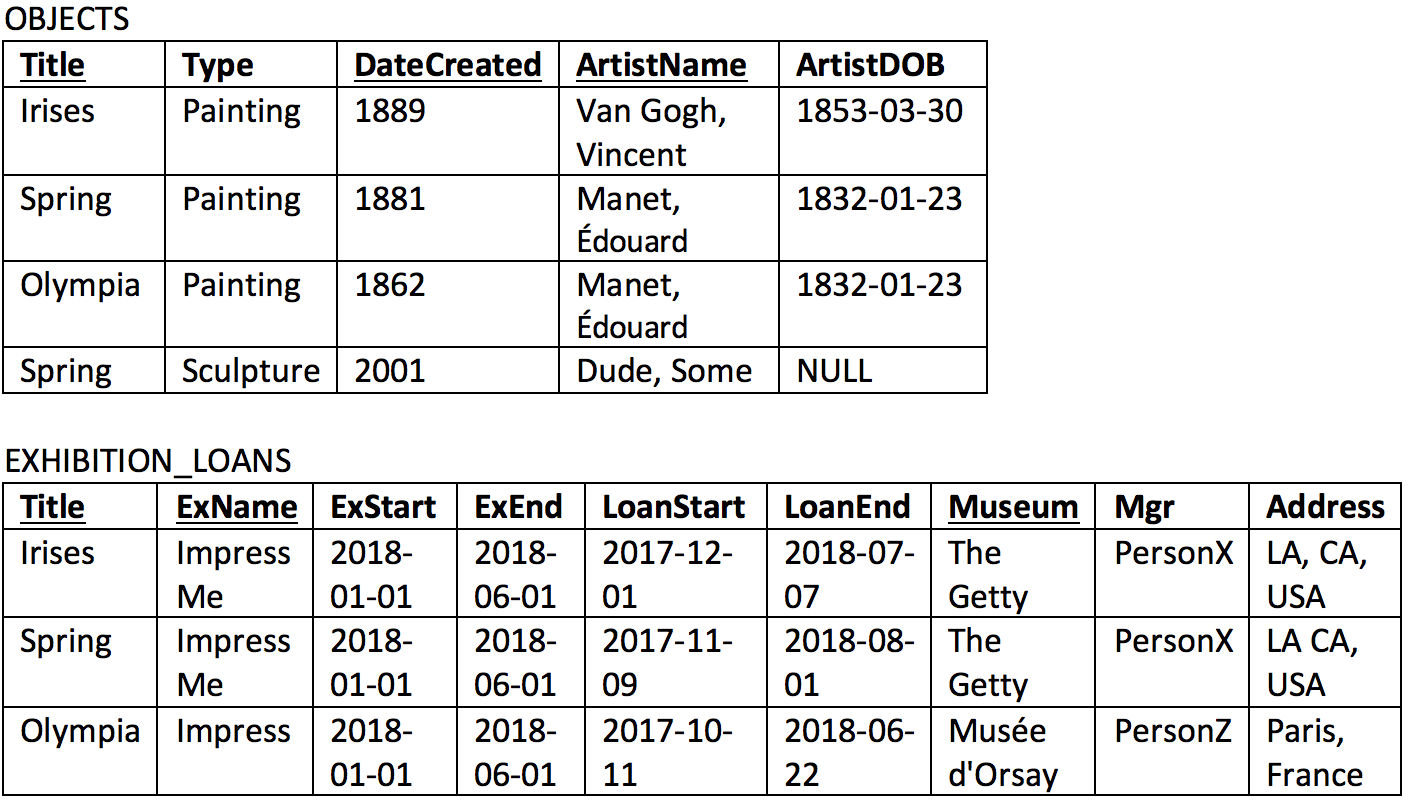 OBJECTS
Title Type DateCreated ArtistName ArtistDOB
Irises Painting 1889 Van Gogh, 1853-03-30
Vincent
Spring Painting 1881 Manet, 1832-01-23
Édouard
Olympia Painting 1862 Manet, 1832-01-23
Édouard
Spring Sculpture 2001 Dude, Some NULL
EXHIBITION_LOANS
Title ExName ExStart ExEnd LoanStart LoanEnd Museum Mgr Address
Irises Impress 2018- 2018- 2017-12- 2018-07- The PersonX LA, CA,
Me 01-01 06-01 01 07 Getty USA
Spring Impress 2018- 2018- 2017-11- 2018-08- The PersonX LA CA,
Me 01-01 06-01 09 01 Getty USA
Olympia Impress 2018- 2018- 2017-10- 2018-06- Musée PersonZ Paris,
01-01 06-01 11 22 d'Orsay France